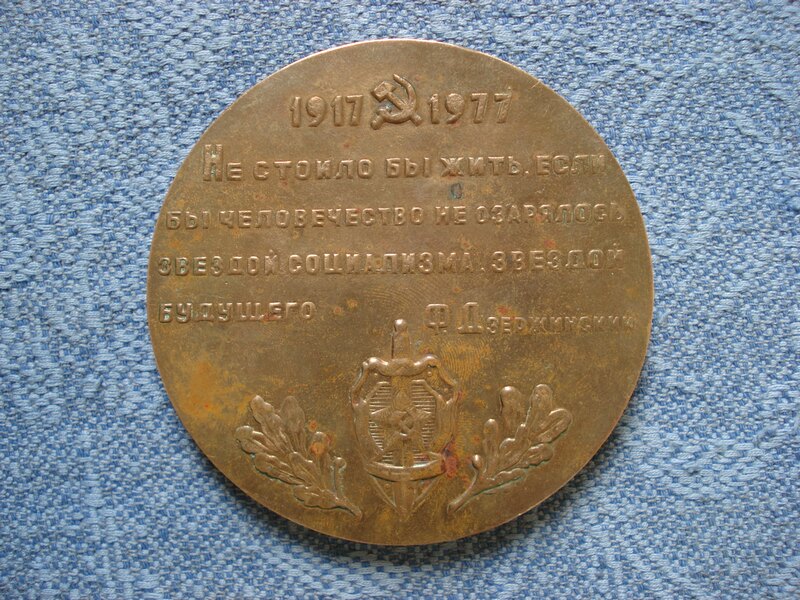 1917 1977
НЕ СТОИЛО БЫ ЖИТЬ, ЕСЛИ
БЫ ЧЕЛОВЕЧЕСТВО НЕ ОЗАРЯЛОСЬ
ЗВЕЗДОЙ СОЦИАЛИЗМА, ЗВЕЗДОЙ
БУДУЩЕГО Ф ДЗЕРЖИНСКИЙ